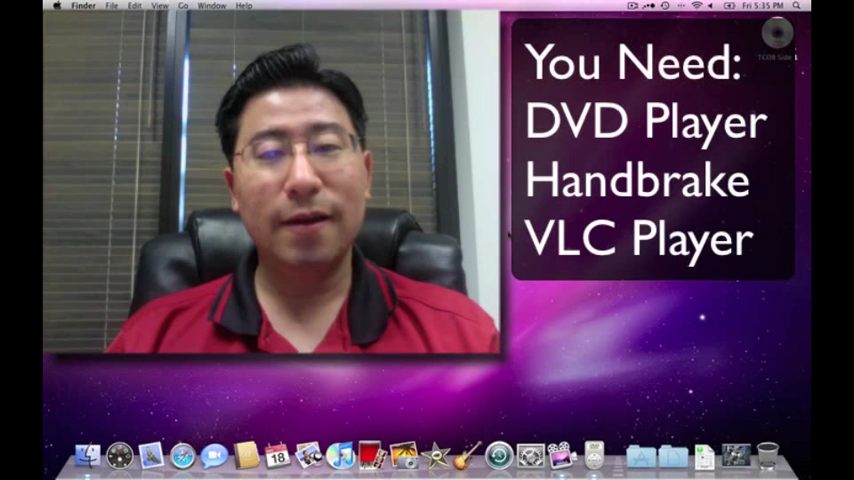 Finder File Edit View Go Window Help
Fri 5:35 PM
You Need:
DVD Player
Handbrake
VLC Player
18